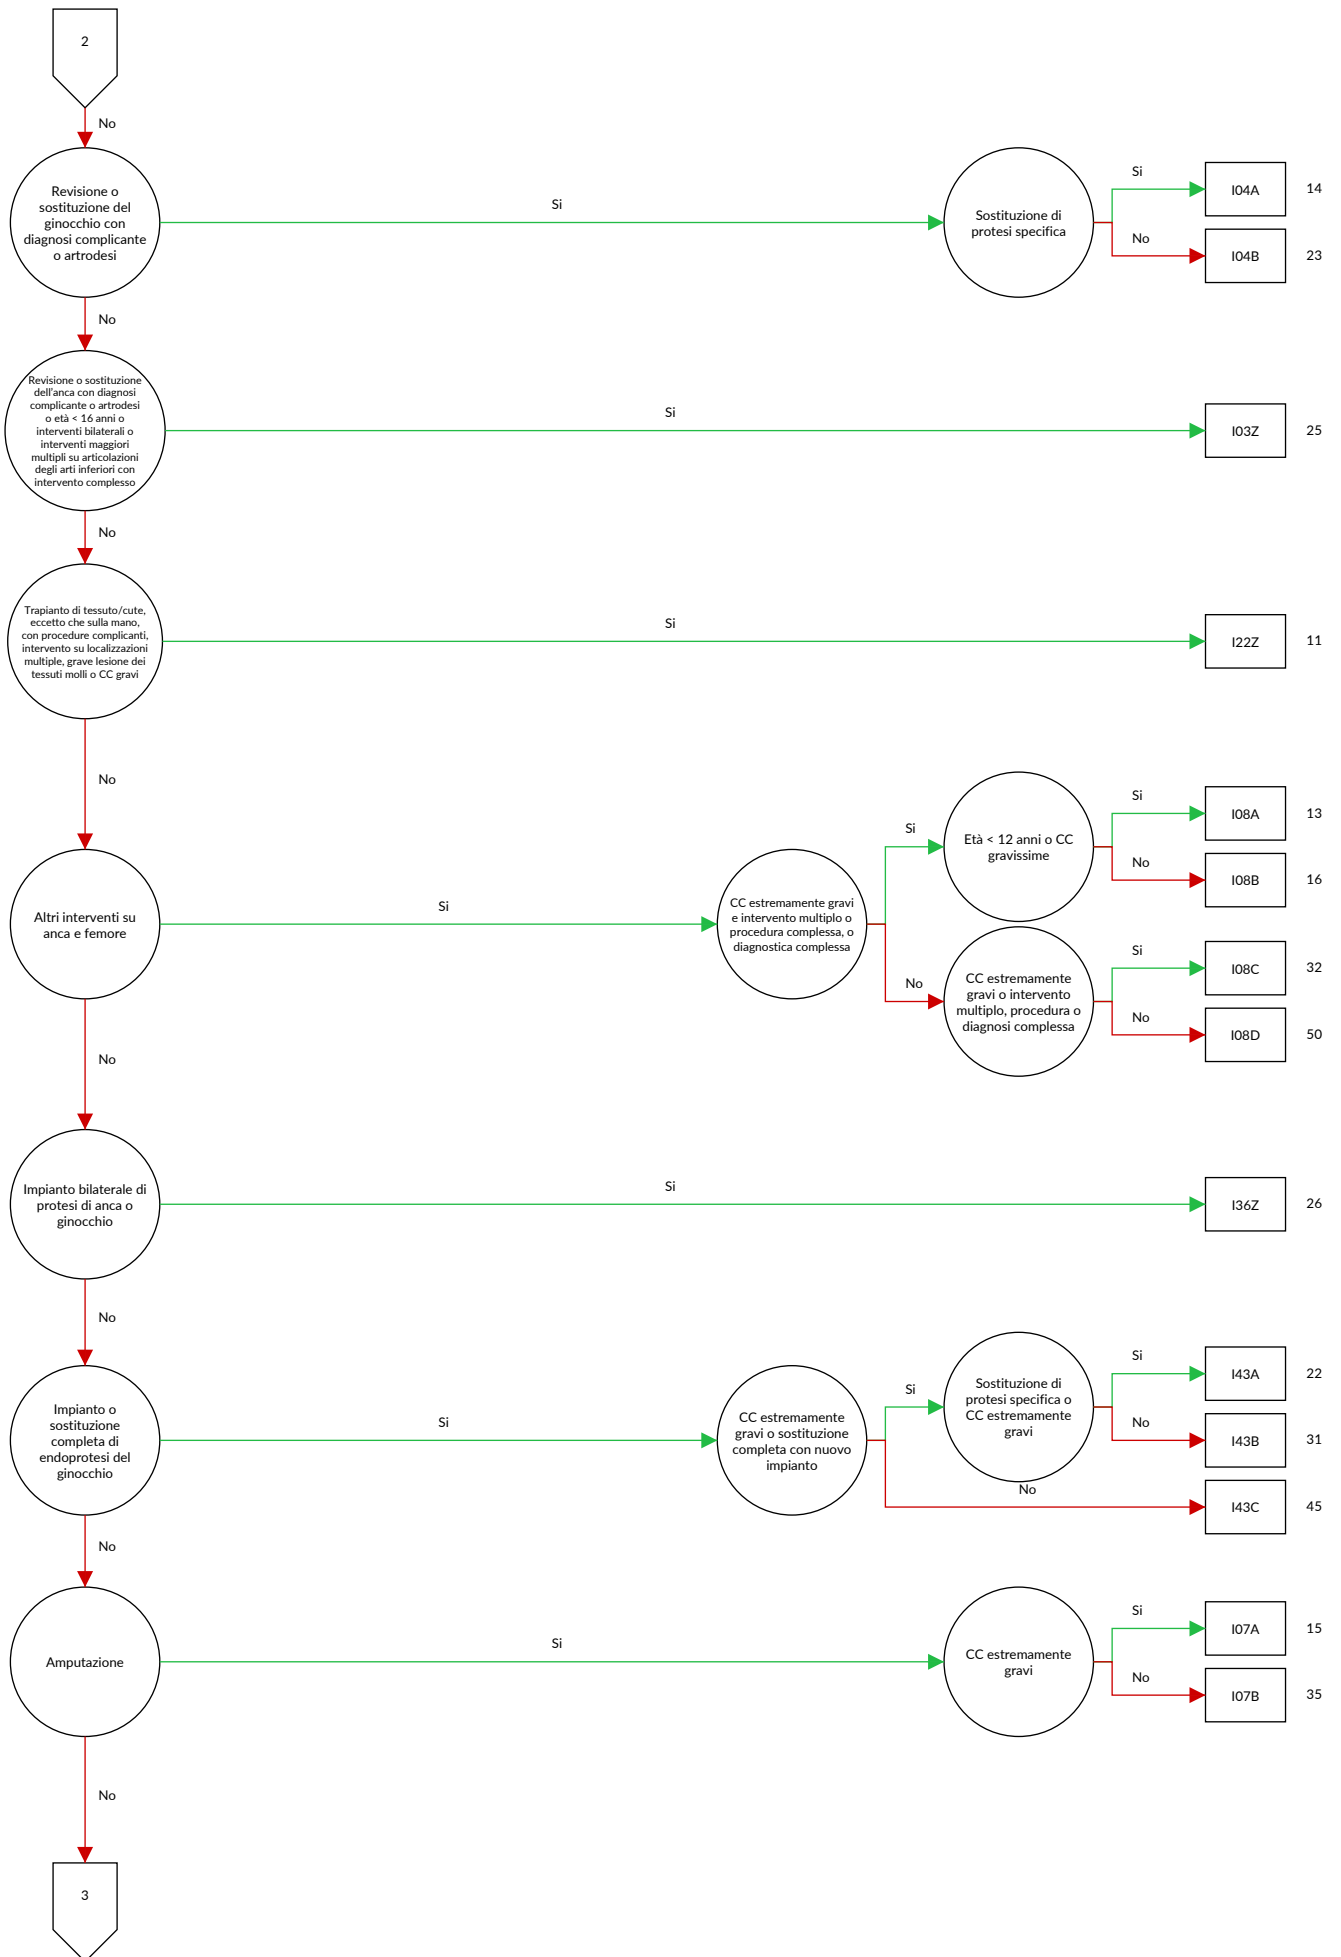 2
No
Revisione o
sostituzione del
ginocchio con
diagnosi complicante
o artrodesi
Si
Sostituzione di
protesi specifica
Si
I04A
14
No
I04B
23
No
Revisione o sostituzione
dell'anca con diagnosi
complicante o artrodesi
o età < 16 anni o
interventi bilaterali o
interventi maggiori
multipli su articolazioni
degli arti inferiori con
intervento complesso
Si
I03Z
25
No
Trapianto di tessuto/cute,
eccetto che sulla mano,
con procedure complicanti,
intervento su localizzazioni
multiple, grave lesione dei
tessuti molli o CC gravi
Si
I22Z
11
No
Altri interventi su
anca e femore
Si
CC estremamente gravi
e intervento multiplo o
procedura complessa, o
diagnostica complessa
Si
Età < 12 anni o CC
gravissime
Si
I08A
13
No
I08B
16
No
CC estremamente
gravi o intervento
multiplo, procedura o
diagnosi complessa
Si
I08C
32
No
I08D
50
No
Impianto bilaterale di
protesi di anca o
ginocchio
Si
I36Z
26
No
Impianto o
sostituzione
completa di
endoprotesi del
ginocchio
Si
CC estremamente
gravi o sostituzione
completa con nuovo
impianto
Si
Sostituzione di
protesi specifica o
CC estremamente
gravi
Si
I43A
22
No
I43B
31
No
I43C
45
No
Amputazione
Si
CC estremamente
gravi
Si
I07A
15
No
I07B
35
No
3